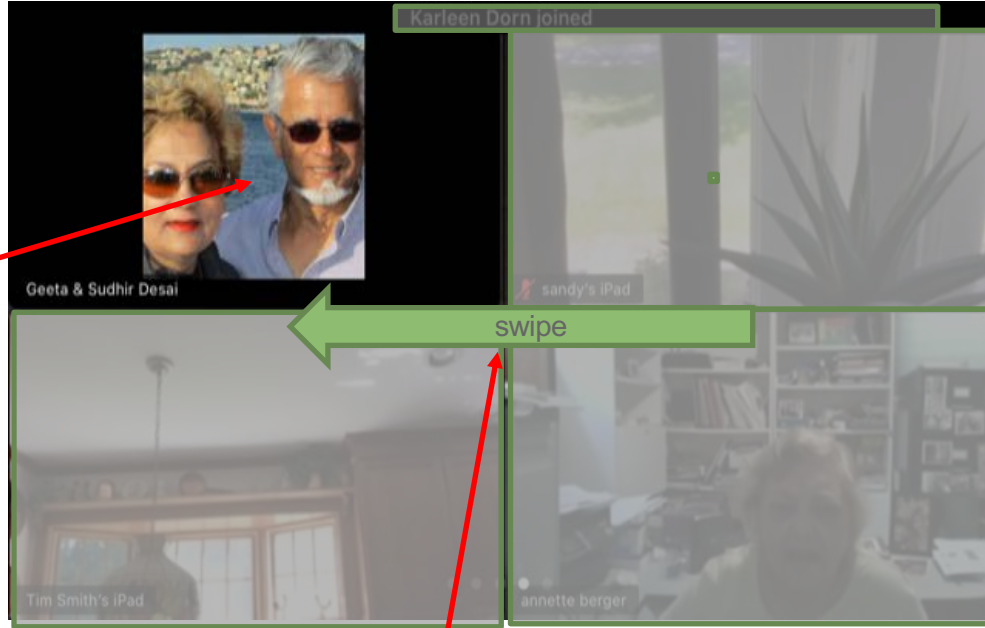 Karleen Dorn joined
Geeta & Sudhir Desai
sandy's iPad
swipe
Tim Smith's iPad
annette berger